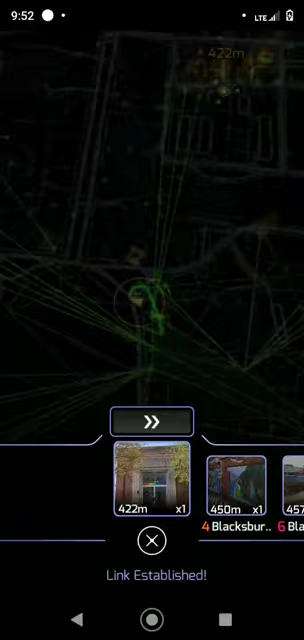 9:52
LTE
422m
»
422m x1
450m x1
457
4 Blacksbur..
6 Bla
Link Established!